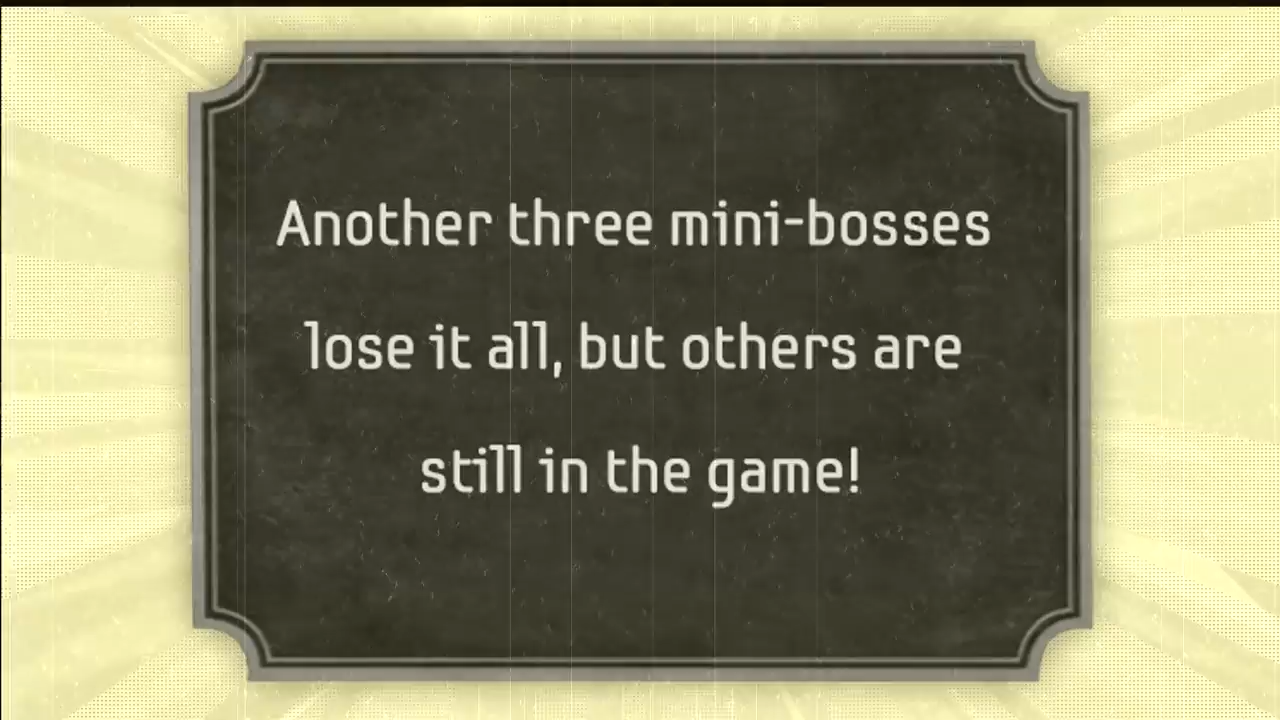 Another three mini-bosses
lose it all, but others are
still in the game!